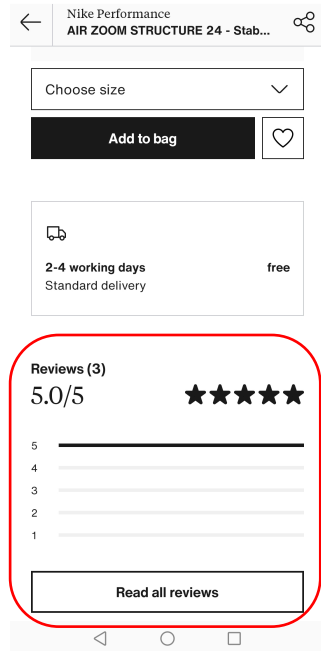 Nike Performance
AIR ZOOM STRUCTURE 24 - Stab...
Choose size
Add to bag
2-4 working days free
Standard delivery
Reviews (3)
5.0/5
5
4
3
2
1
Read all reviews